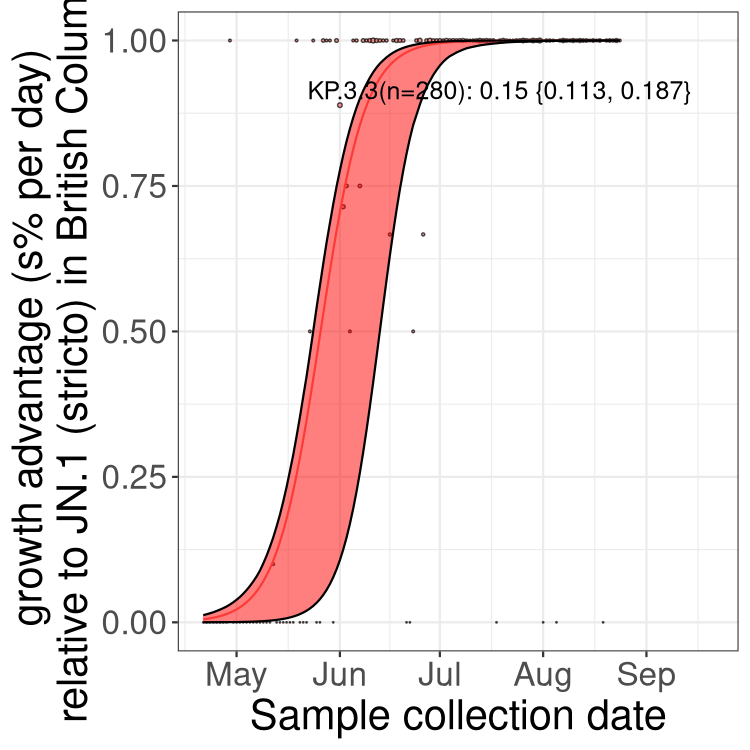 growth advantage (s% per day)
relative to JN.1 (stricto) in British Colum
1.00
0.75
0.50
0.25
0.00
KP.3.3(n=280): 0.15 {0.113, 0.187}
May Jun Jul Aug Sep
Sample collection date